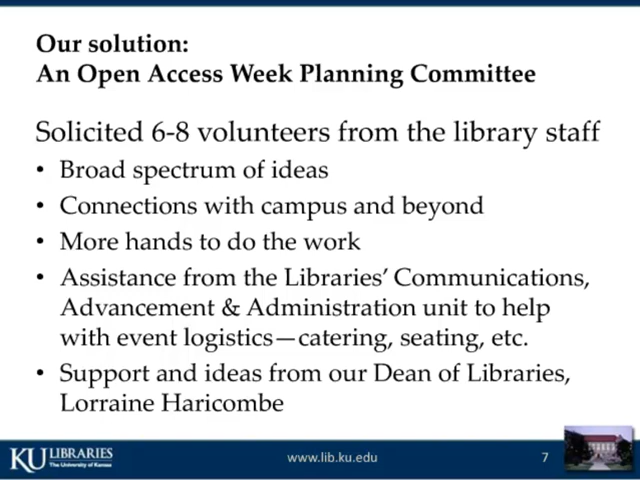 Our solution:
An Open Access Week Planning Committee
Solicited 6-8 volunteers from the library staff
• Broad spectrum of ideas
• Connections with campus and beyond
• More hands to do the work
• Assistance from the Libraries' Communications,
Advancement & Administration unit to help
with event logistics—catering, seating, etc.
• Support and ideas from our Dean of Libraries,
Lorraine Haricombe
KU LIBRARIES
The University of Kansas
www.lib.ku.edu
7